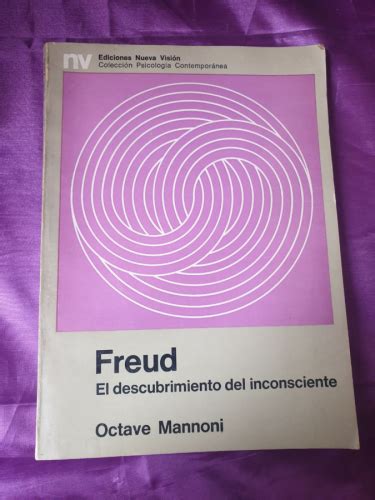 nv
Ediciones Nueva Visión
Colección Psicología Contemporánea
Freud
El descubrimiento del inconsciente
Octave Mannoni